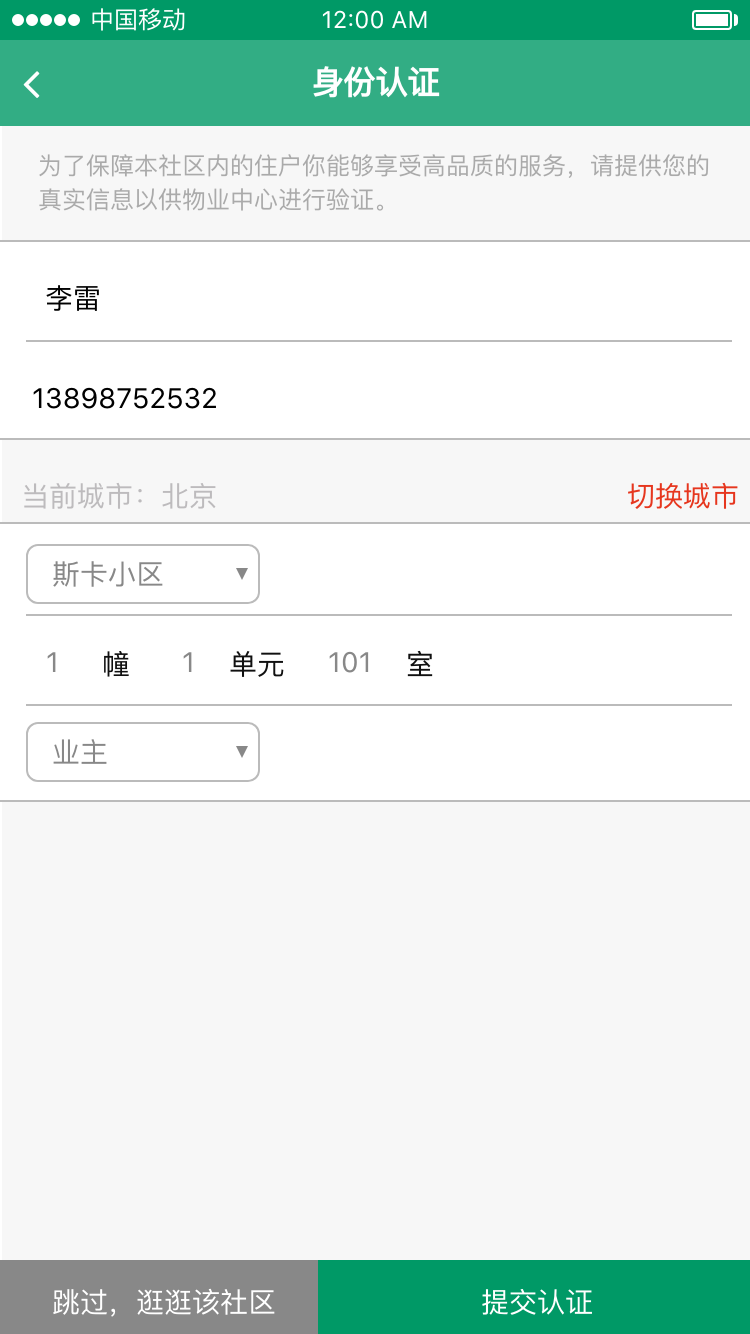 中国移动 12:00 AM
身份认证
为了保障本社区内的住户你能够享受高品质的服务，请提供您的
真实信息以供物业中心进行验证。
李雷
13898752532
当前城市：北京 切换城市
斯卡小区
1 幢 1 单元 101 室
业主
跳过，逛逛该社区 提交认证